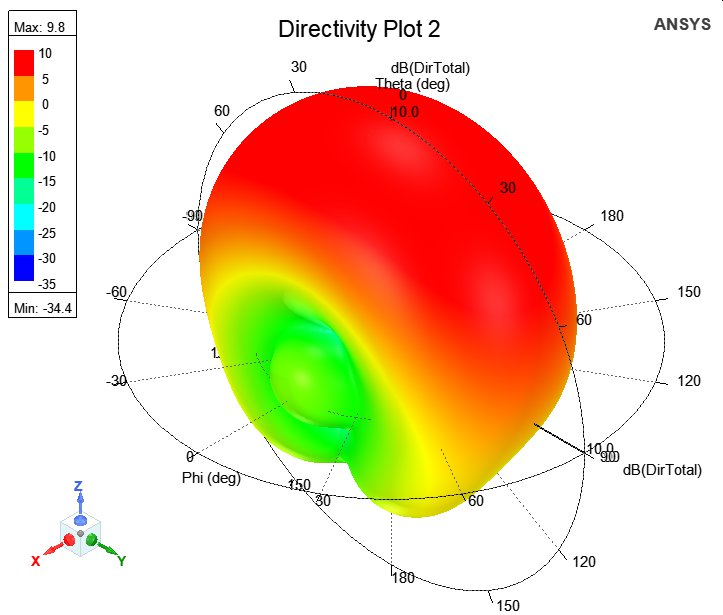 Directivity Plot 2
ANSYS
Max: 9.8
10
5
0
-5
-10
-15
-20
-25
-30
-35
Min: -34.4
dB(DirTotal)
Theta (deg)
0
10.0
30
60
30
-90
180
-60
150
60
-30
120
0
Phi (deg)
10.0
90
dB(DirTotal)
150
30
60
120
180
150
Z
X
Y